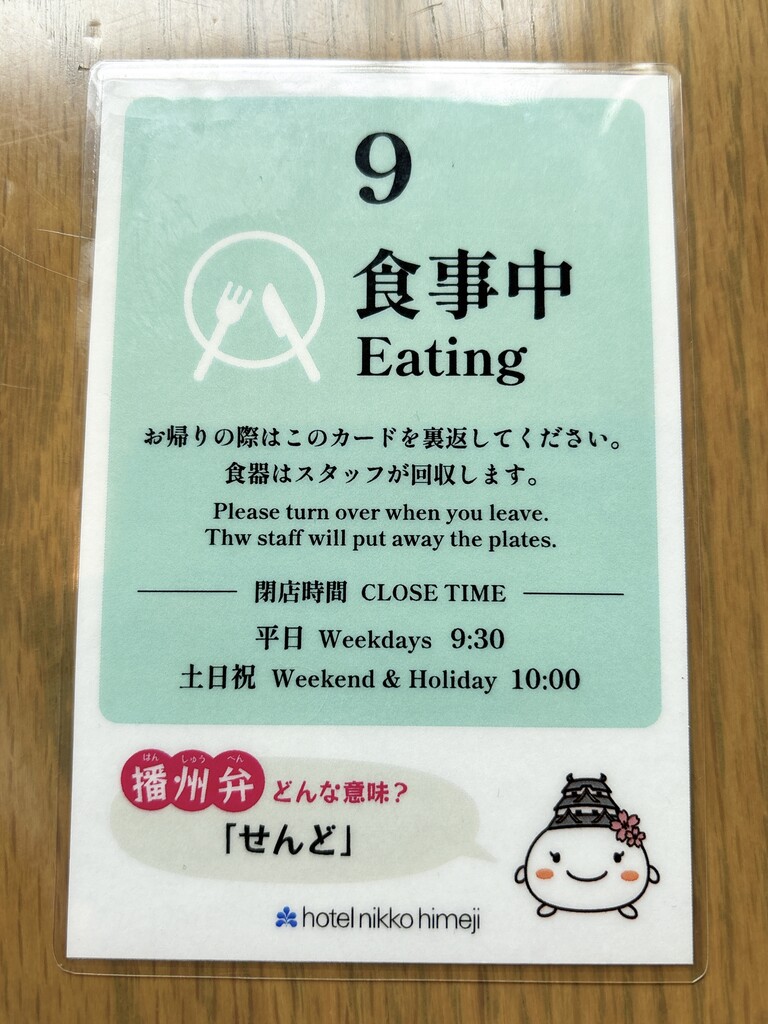 9
食事中
Eating
お帰りの際はこのカードを裏返してください。
食器はスタッフが回収します。
Please turn over when you leave.
Thw staff will put away the plates.
閉店時間 CLOSE TIME
平日 Weekdays 9:30
土日祝 Weekend & Holiday 10:00
はん しゅう べん
播州弁 どんな意味？
「せんど」
hotel nikko himeji